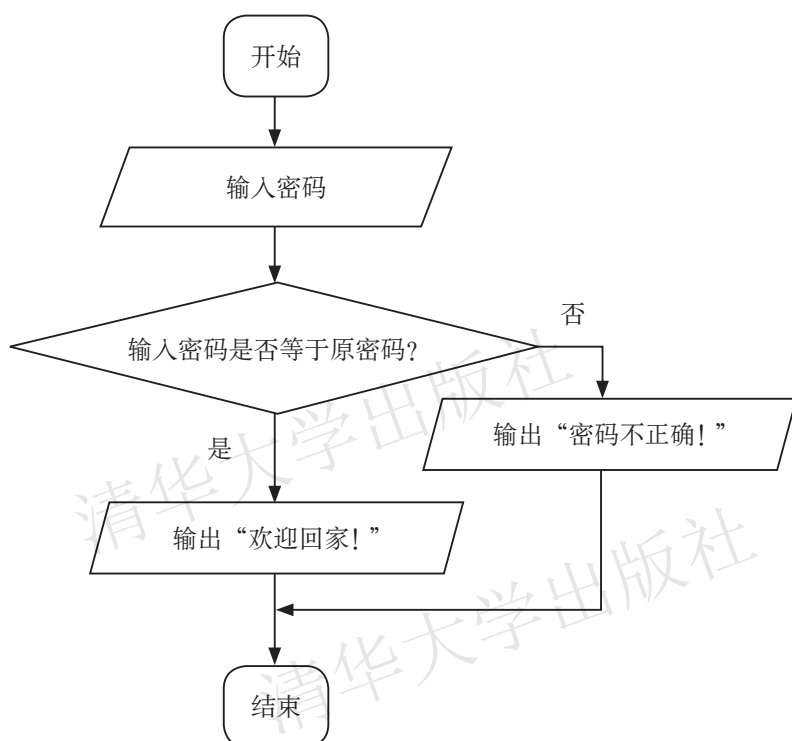 开始
输入密码
输入密码是否等于原密码？
否
是
输出“密码不正确！”
输出“欢迎回家！”
结束
清华大学出版社
清华大学出版社